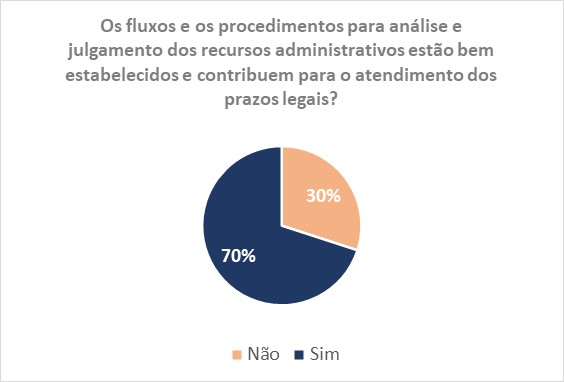 Os fluxos e os procedimentos para análise e
julgamento dos recursos administrativos estão bem
estabelecidos e contribuem para o atendimento dos
prazos legais?
30%
70%
Não Sim